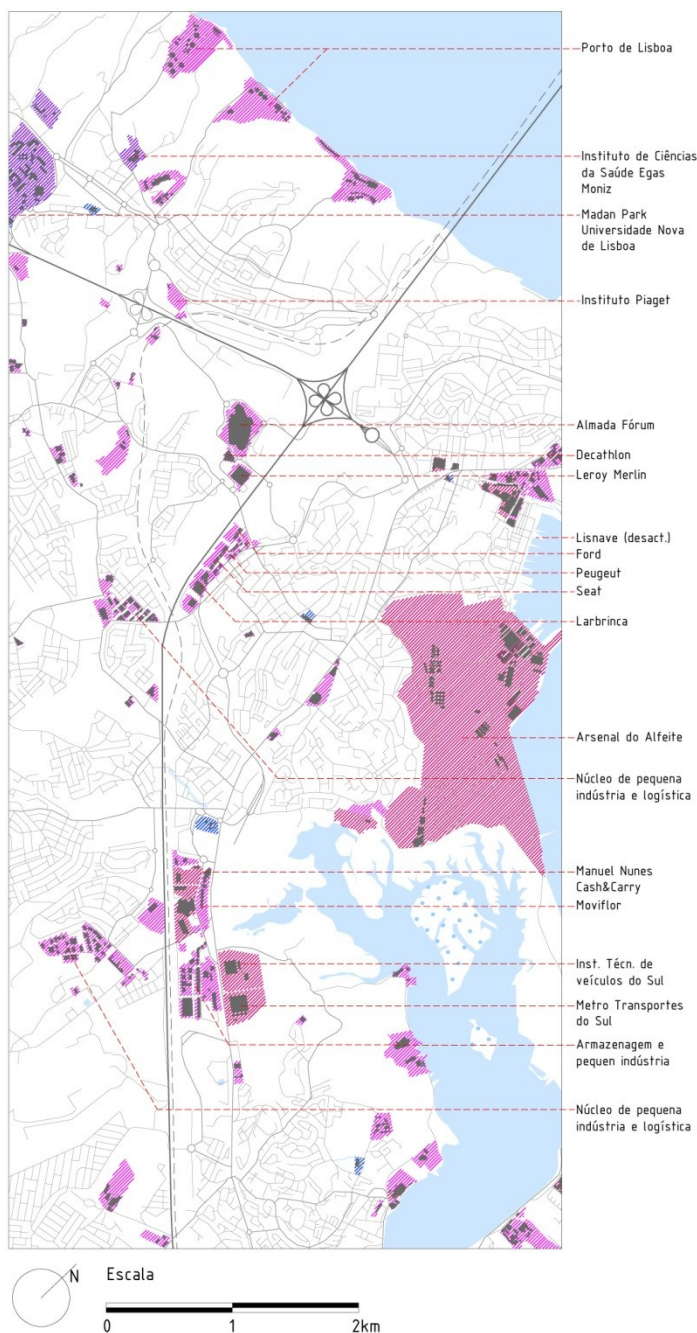 Porto de Lisboa
Instituto de Ciências
da Saúde Egas
Moniz
Madan Park
Universidade Nova
de Lisboa
Instituto Piaget
Almada Fórum
Decathlon
Leroy Merlin
Lisnave (desact.)
Ford
Peugeut
Seat
Larbrinca
Arsenal do Alfeite
Núcleo de pequena
indústria e logística
Manuel Nunes
Cash&Carry
Moviflor
Inst. Técn. de
veículos do Sul
Metro Transportes
do Sul
Armazenagem e
pequen indústria
Núcleo de pequena
indústria e logística
N
Escala
0 1 2km